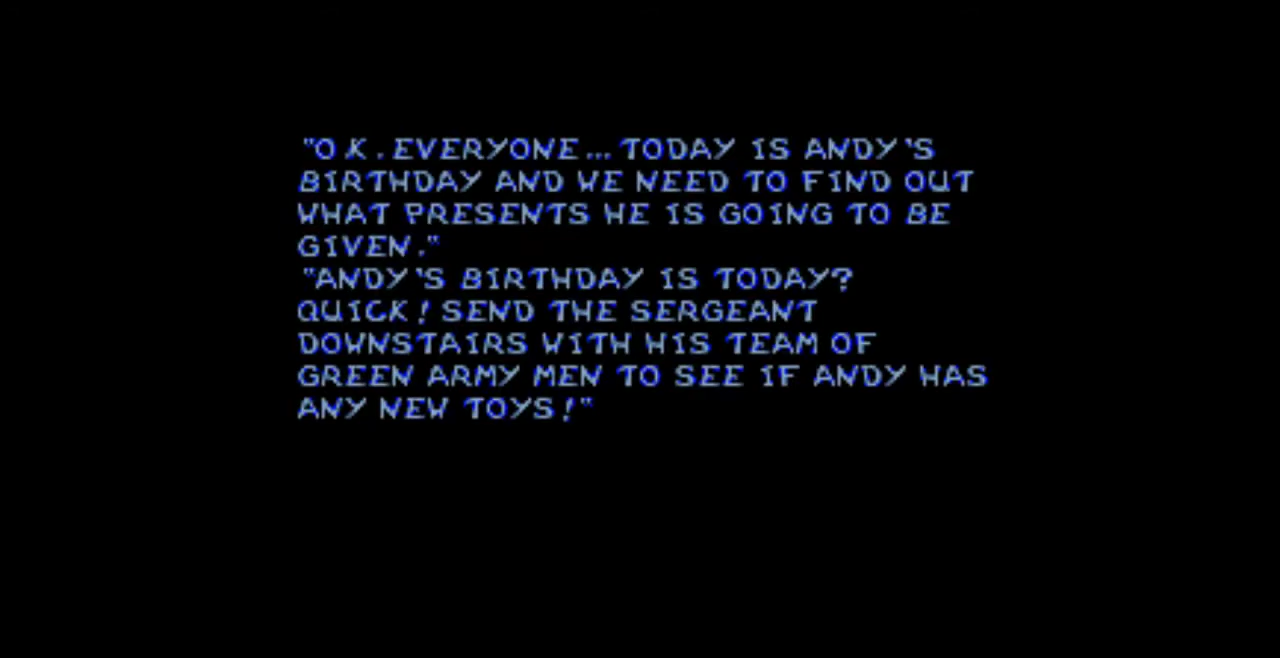 "O K . EVERYONE... TODAY IS ANDY'S
BIRTHDAY AND WE NEED TO FIND OUT
WHAT PRESENTS HE IS GOING TO BE
GIVEN."
"ANDY'S BIRTHDAY IS TODAY?
QUICK! SEND THE SERGEANT
DOWNSTAIRS WITH HIS TEAM OF
GREEN ARMY MEN TO SEE IF ANDY HAS
ANY NEW TOYS!"